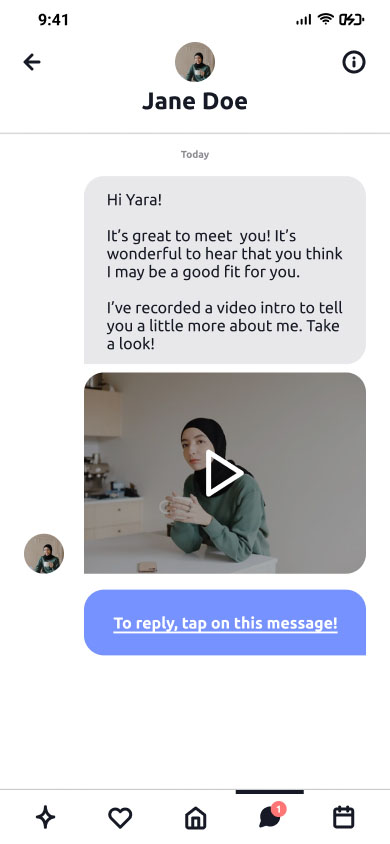 9:41
Jane Doe
Today
Hi Yara!
It’s great to meet  you! It’s
wonderful to hear that you think
I may be a good fit for you.
I’ve recorded a video intro to tell
you a little more about me. Take
a look!
To reply, tap on this message!
1